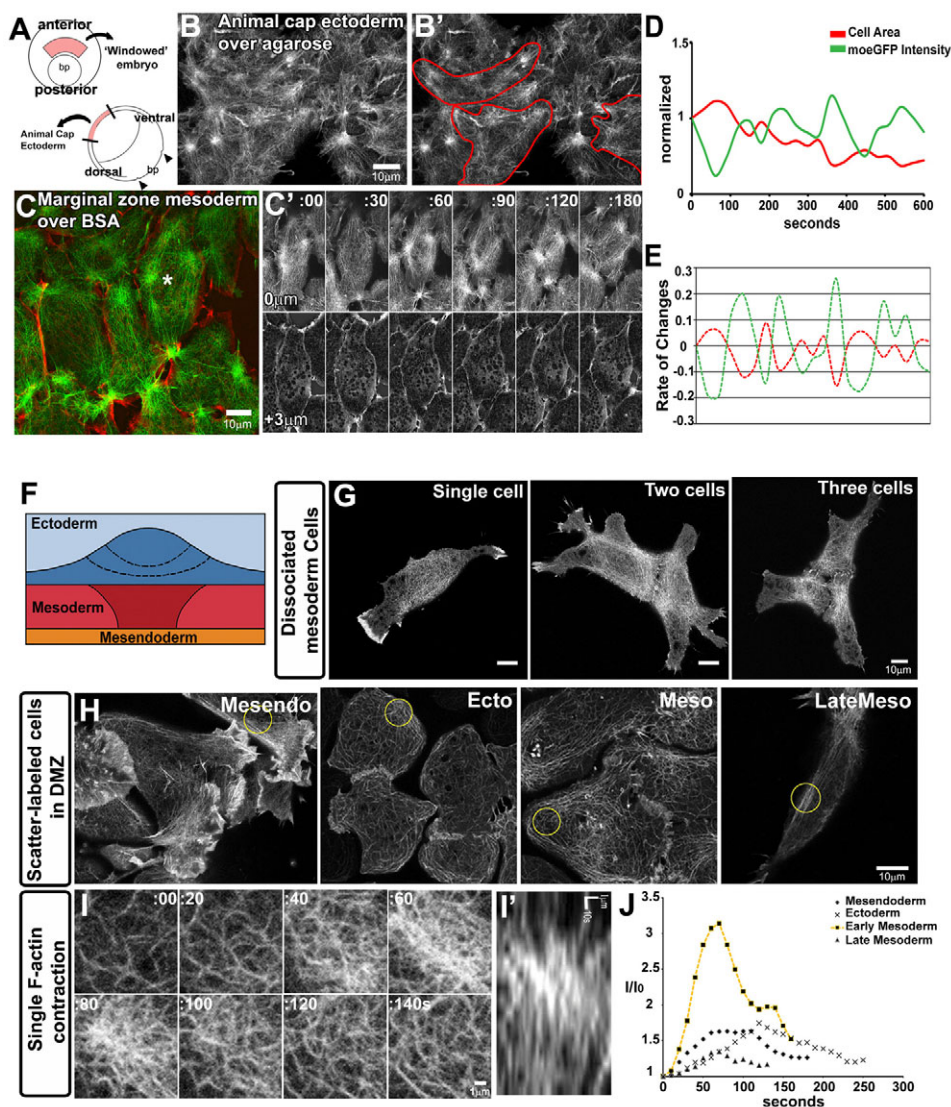 A
anterior
bp
posterior
'Windowed'
embryo
Animal Cap
Ectoderm
ventral
dorsal
bp
B
Animal cap ectoderm
over agarose
10μm
B'
D
Cell Area
moeGFP Intensity
normalized
1.5
1
0
0
100
200
300
400
500
600
seconds
C
Marginal zone mesoderm
over BSA
*
10μm
C'
:00
:30
:60
:90
:120
:180
0μm
+3μm
E
Rate of Changes
0.3
0.2
0.1
0
-0.1
-0.2
-0.3
F
Ectoderm
Mesoderm
Mesendoderm
Dissociated
mesoderm Cells
G
Single cell
Two cells
Three cells
10μm
Scatter-labeled cells
in DMZ
H
Mesendo
Ecto
Meso
LateMeso
10μm
Single F-actin
contraction
I
:00
:20
:40
:60
:80
:100
:120
:140s
1μm
I'
1μm
10s
J
Mesendoderm
Ectoderm
Early Mesoderm
Late Mesoderm
I/I₀
3
2.5
2
1.5
1
0
50
100
150
200
250
300
seconds